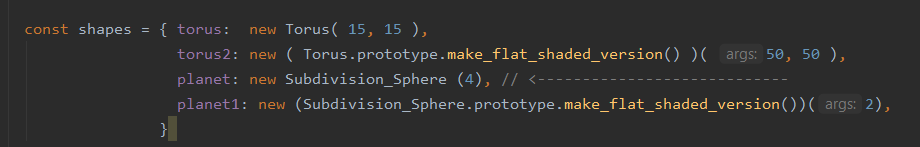 const shapes = { torus:  new Torus( 15, 15 ),
torus2: new ( Torus.prototype.make_flat_shaded_version() )( args: 50, 50 ),
planet: new Subdivision_Sphere (4), // <----------------------------
planet1: new (Subdivision_Sphere.prototype.make_flat_shaded_version())( args: 2),
}